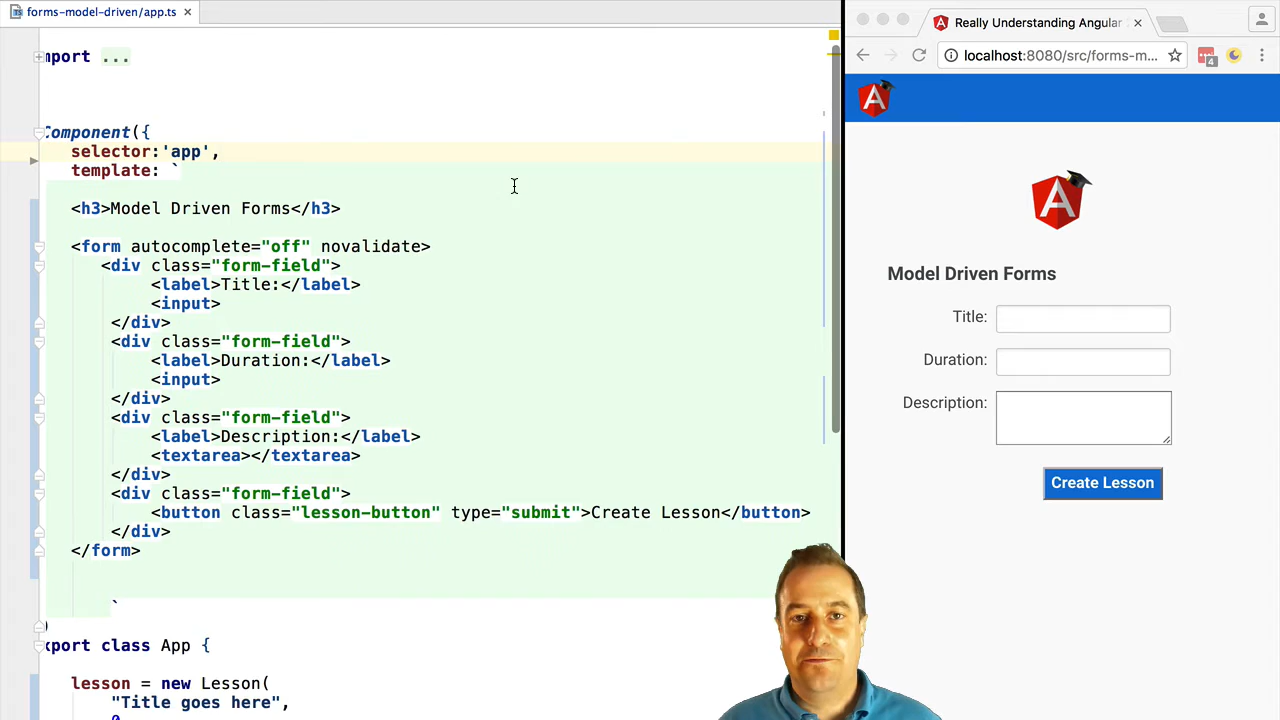 forms-model-driven/app.ts
mport ...
Component({
selector:'app',
template: `
<h3>Model Driven Forms</h3>
<form autocomplete="off" novalidate>
<div class="form-field">
<label>Title:</label>
<input>
</div>
<div class="form-field">
<label>Duration:</label>
<input>
</div>
<div class="form-field">
<label>Description:</label>
<textarea></textarea>
</div>
<div class="form-field">
<button class="lesson-button" type="submit">Create Lesson</button>
</div>
</form>
`
)
xport class App {
lesson = new Lesson(
"Title goes here",
Really Understanding Angular
localhost:8080/src/forms-m...
4
Model Driven Forms
Title:
Duration:
Description:
Create Lesson